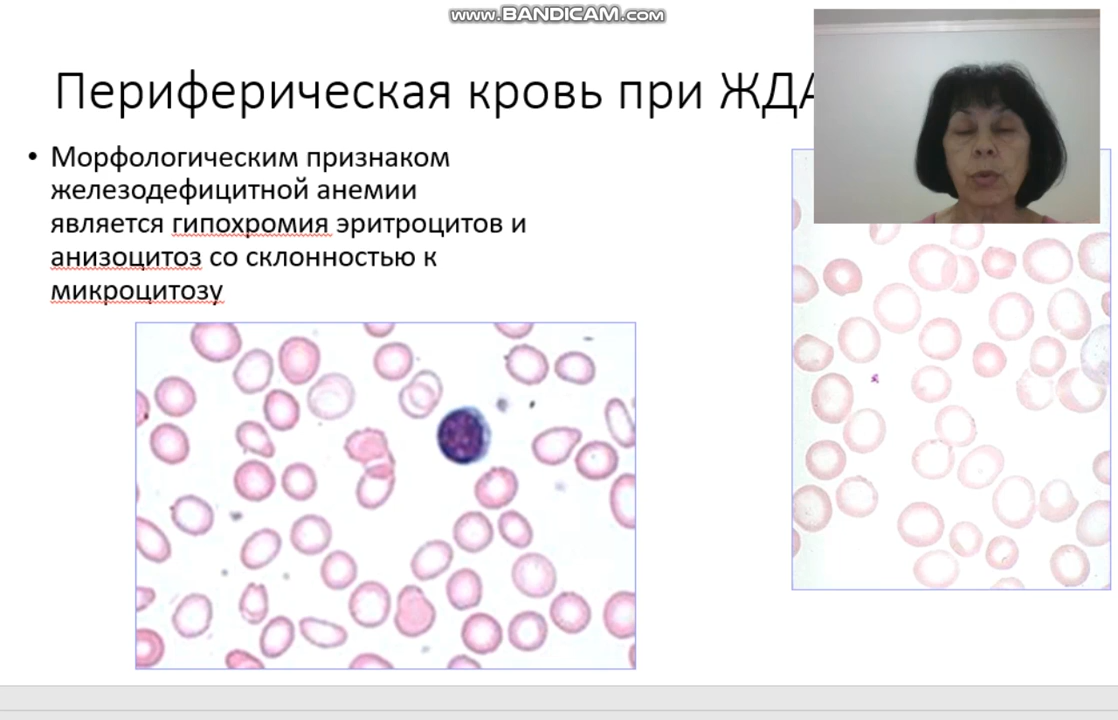 www.BANDICAM.com
Периферическая кровь при ЖДА
• Морфологическим признаком
железодефицитной анемии
является гипохромия эритроцитов и
анизоцитоз со склонностью к
микроцитозу